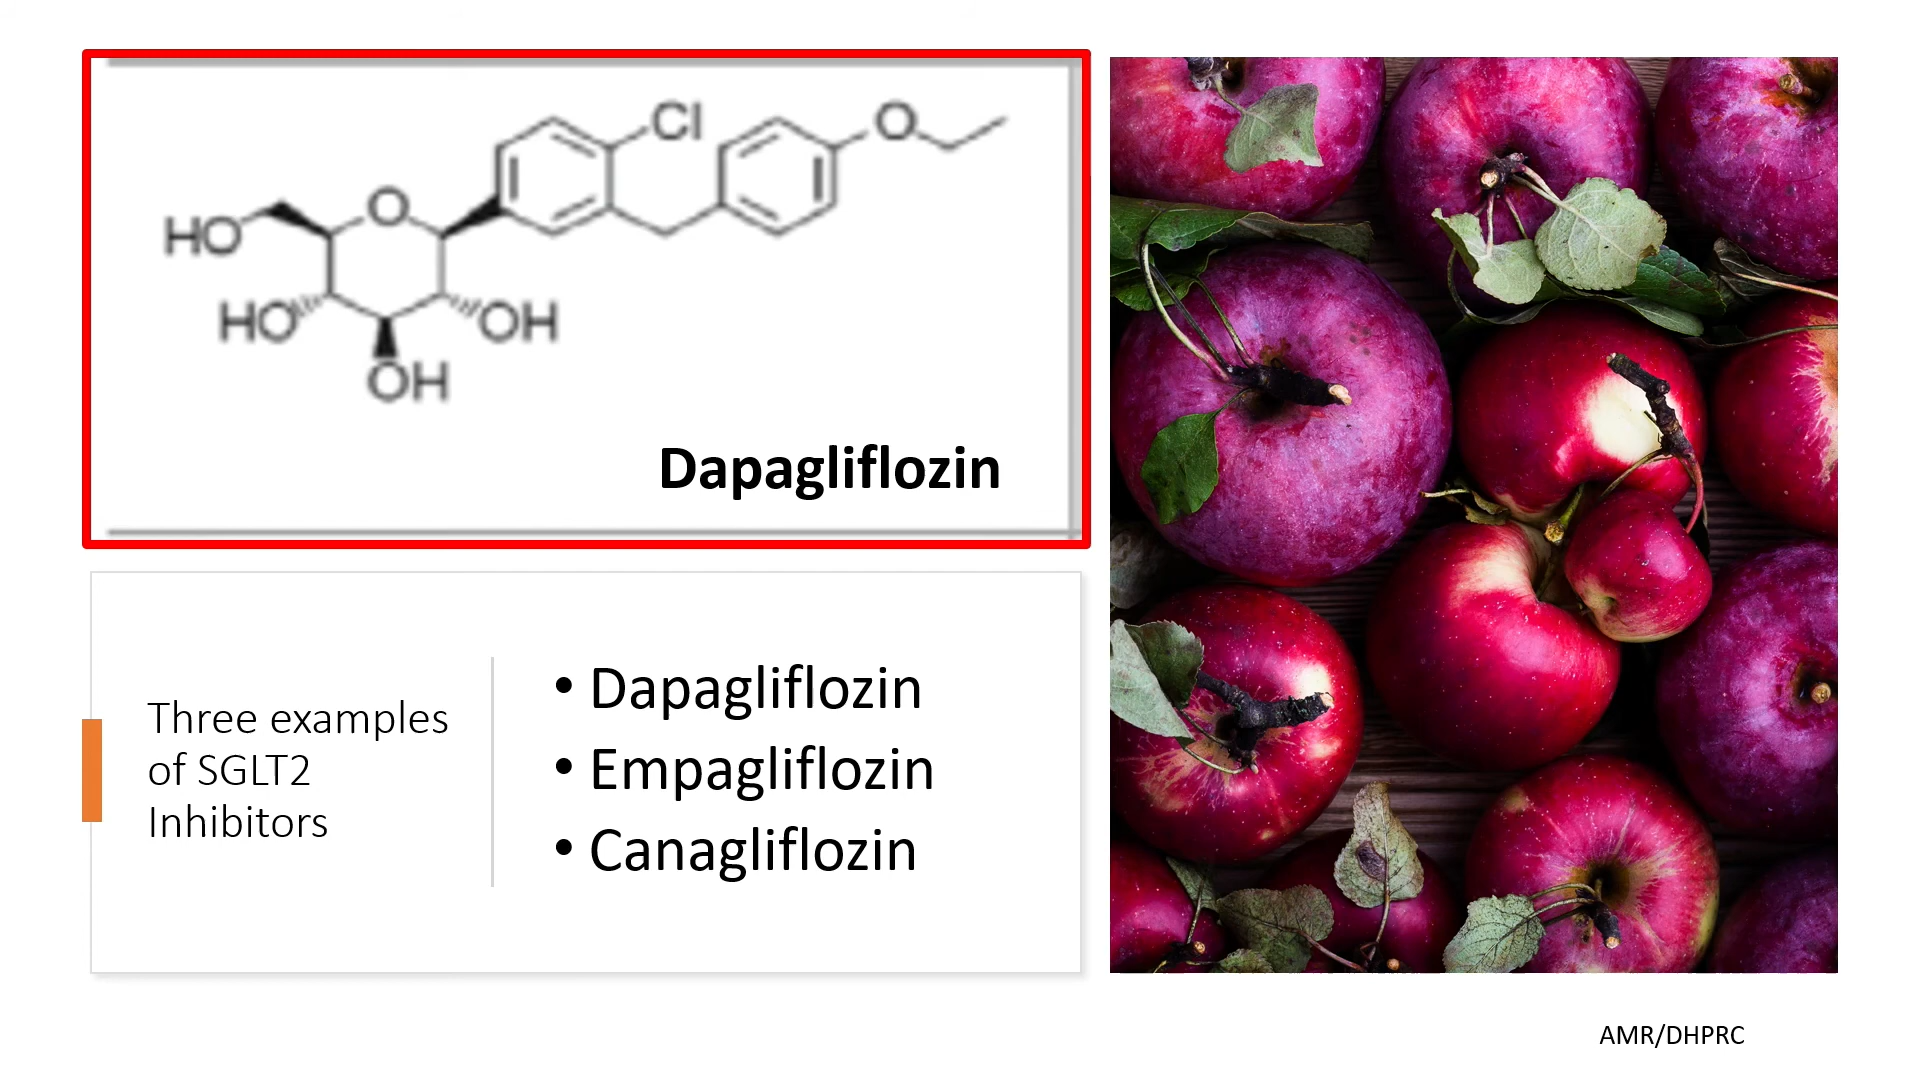 Cl
O
O
HO
HO
OH
OH
Dapagliflozin
Three examples
of SGLT2
Inhibitors
• Dapagliflozin
• Empagliflozin
• Canagliflozin
AMR/DHPRC